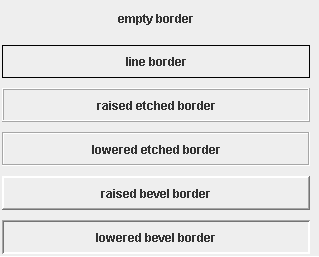 empty border
line border
raised etched border
lowered etched border
raised bevel border
lowered bevel border